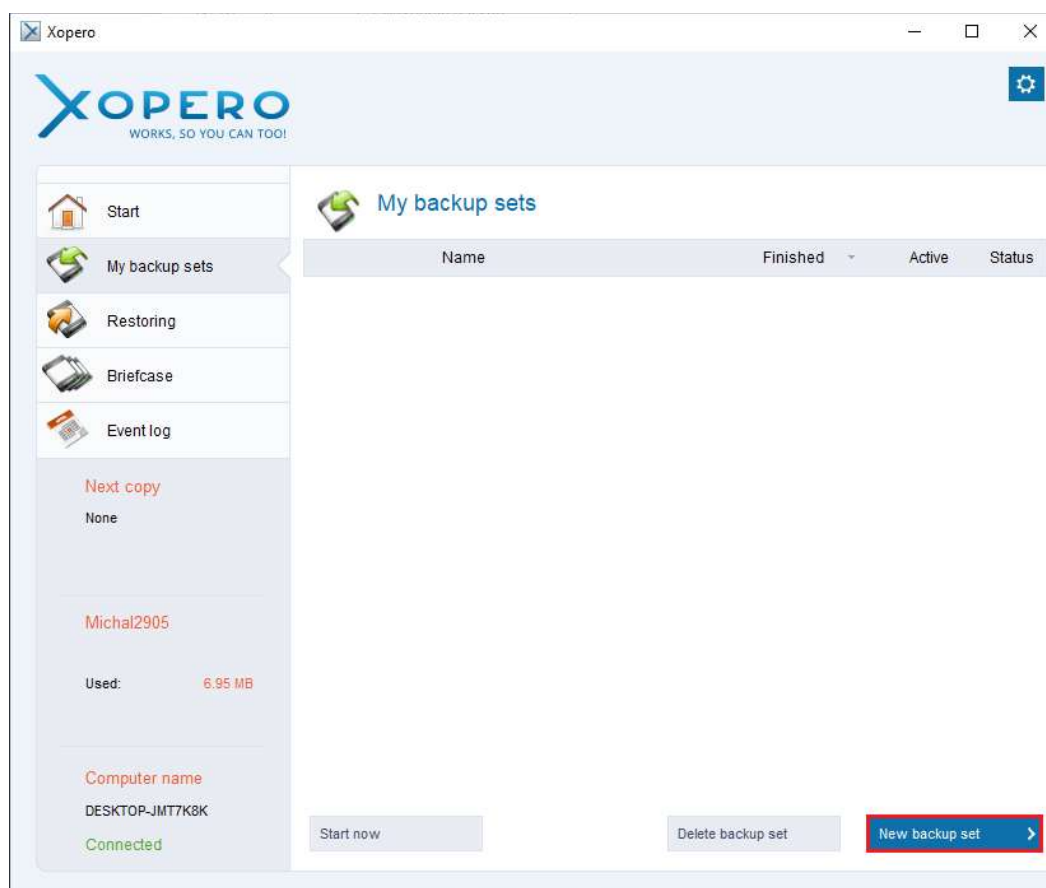 Xopero
XOPERO
WORKS, SO YOU CAN TOO!
Start
My backup sets
Restoring
Briefcase
Event log
Next copy
None
Michal2905
Used: 6.95 MB
Computer name
DESKTOP-JMT7K8K
Connected
My backup sets
Name Finished Active Status
Start now Delete backup set New backup set